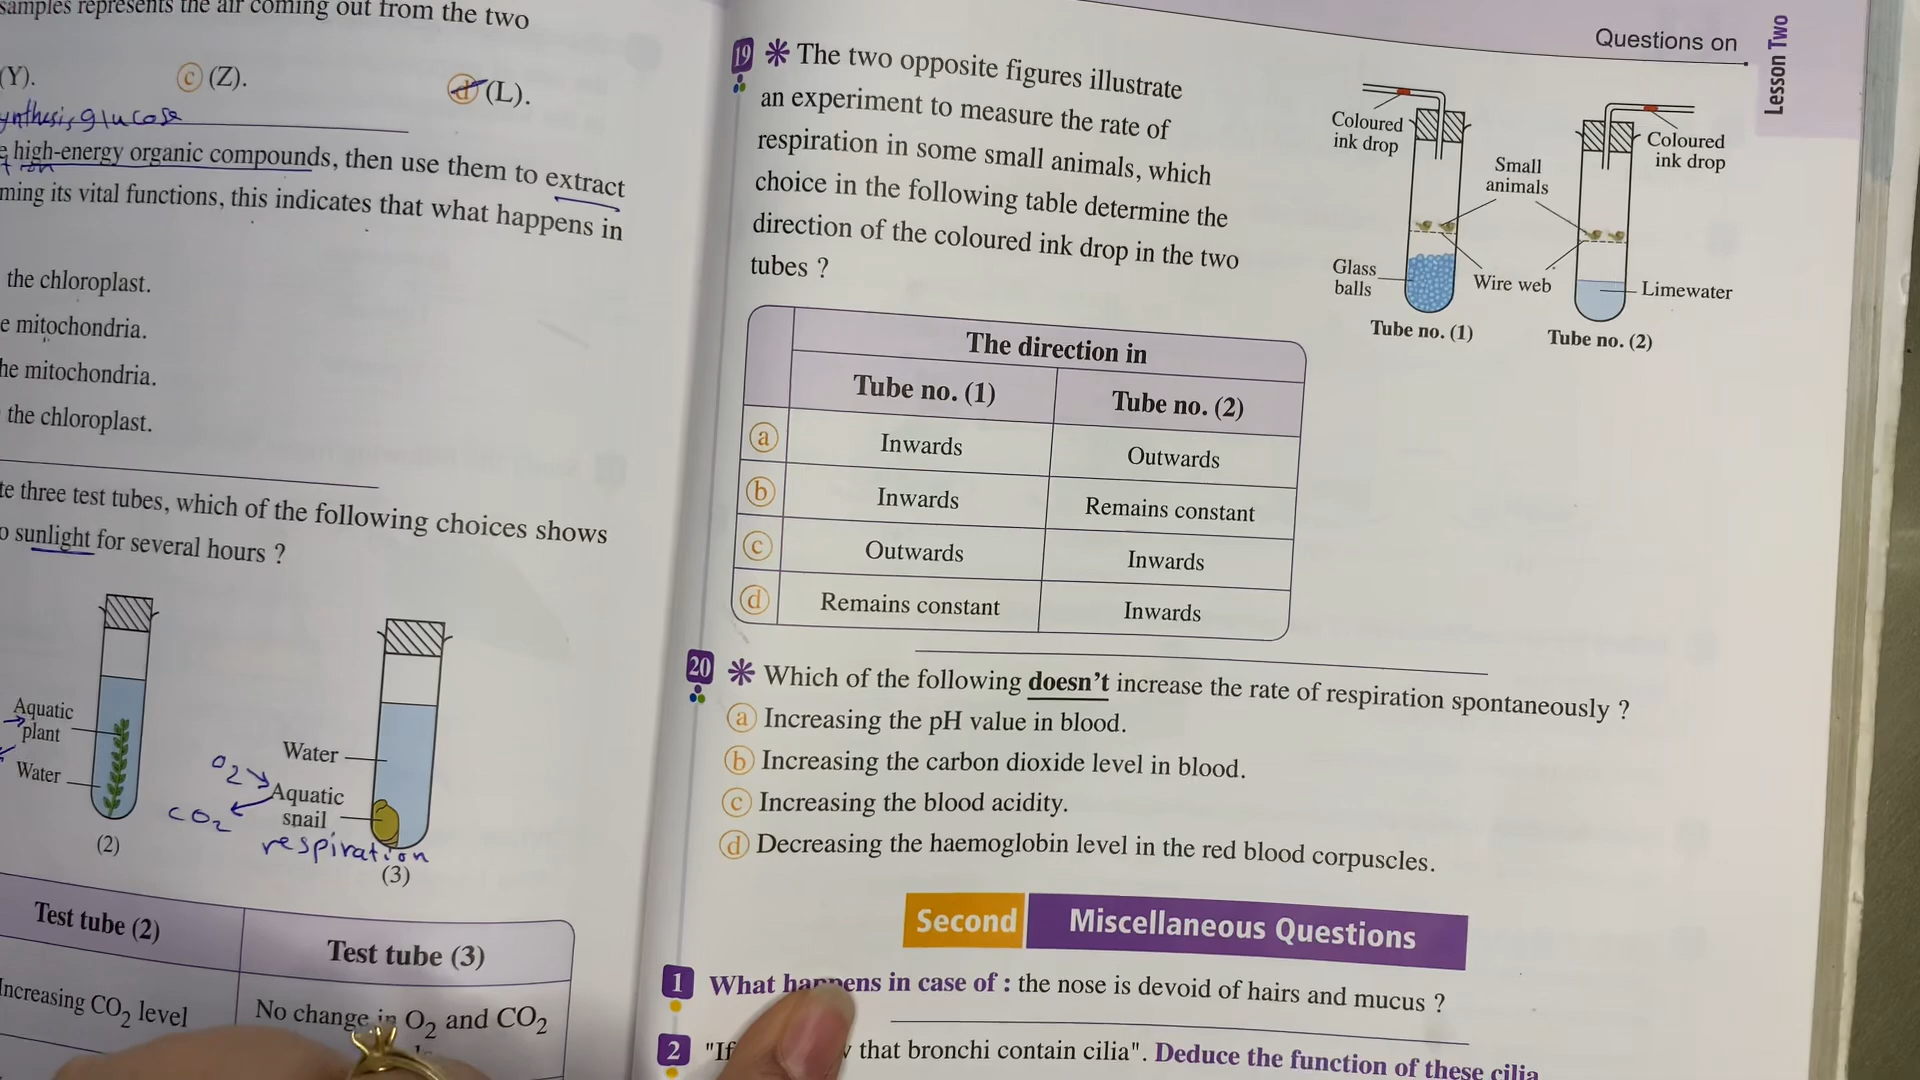 samples represents the air coming out from the two
(Y).
c (Z).
d (L).
ynthesis glucose
high-energy organic compounds, then use them to extract
ming its vital functions, this indicates that what happens in
the chloroplast.
e mitochondria.
he mitochondria.
the chloroplast.
te three test tubes, which of the following choices shows
o sunlight for several hours ?
Aquatic
plant
Water
(2)
Water
O2
Aquatic
snail
CO2
respiration
(3)
Test tube (2)
Test tube (3)
Increasing CO2 level
No change in O2 and CO2
Questions on
Lesson Two
19 * The two opposite figures illustrate
an experiment to measure the rate of
respiration in some small animals, which
choice in the following table determine the
direction of the coloured ink drop in the two
tubes ?
Coloured
ink drop
Small
animals
Coloured
ink drop
Glass
balls
Wire web
Limewater
Tube no. (1)
Tube no. (2)
The direction in
Tube no. (1)
Tube no. (2)
a Inwards Outwards
b Inwards Remains constant
c Outwards Inwards
d Remains constant Inwards
20 * Which of the following doesn't increase the rate of respiration spontaneously ?
a Increasing the pH value in blood.
b Increasing the carbon dioxide level in blood.
c Increasing the blood acidity.
d Decreasing the haemoglobin level in the red blood corpuscles.
Second Miscellaneous Questions
1 What happens in case of : the nose is devoid of hairs and mucus ?
2 "If that bronchi contain cilia". Deduce the function of these cilia